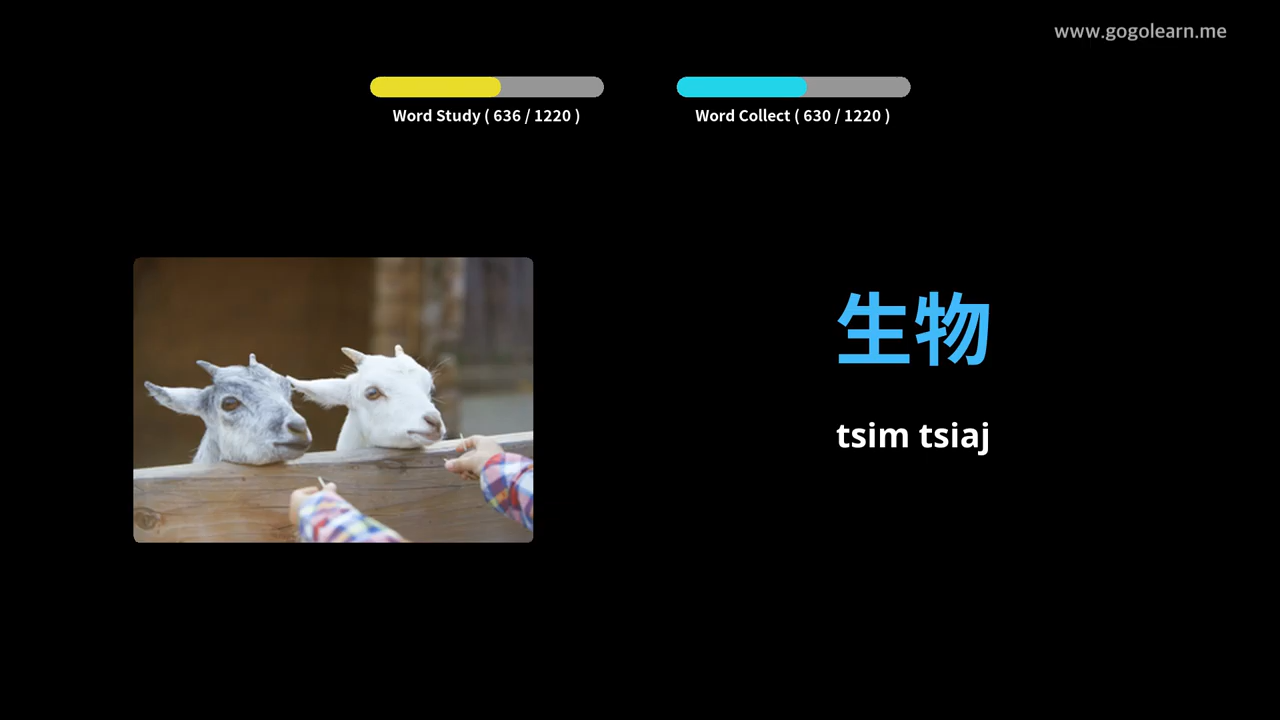 www.gogolearn.me
Word Study ( 636 / 1220 )
Word Collect ( 630 / 1220 )
生物
tsim tsiaj